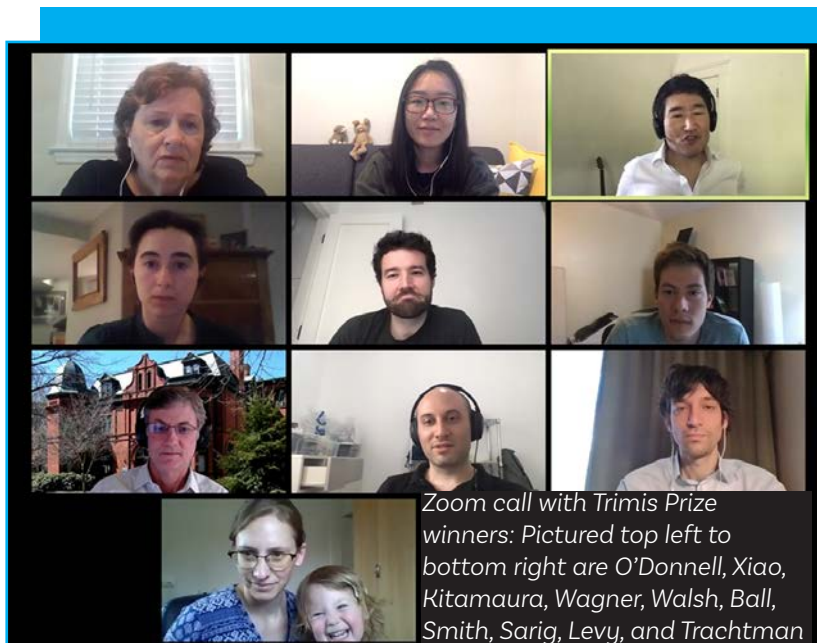 Zoom call with Trimis Prize
winners: Pictured top left to
bottom right are O’Donnell, Xiao,
Kitamaura, Wagner, Walsh, Ball,
Smith, Sarig, Levy, and Trachtman